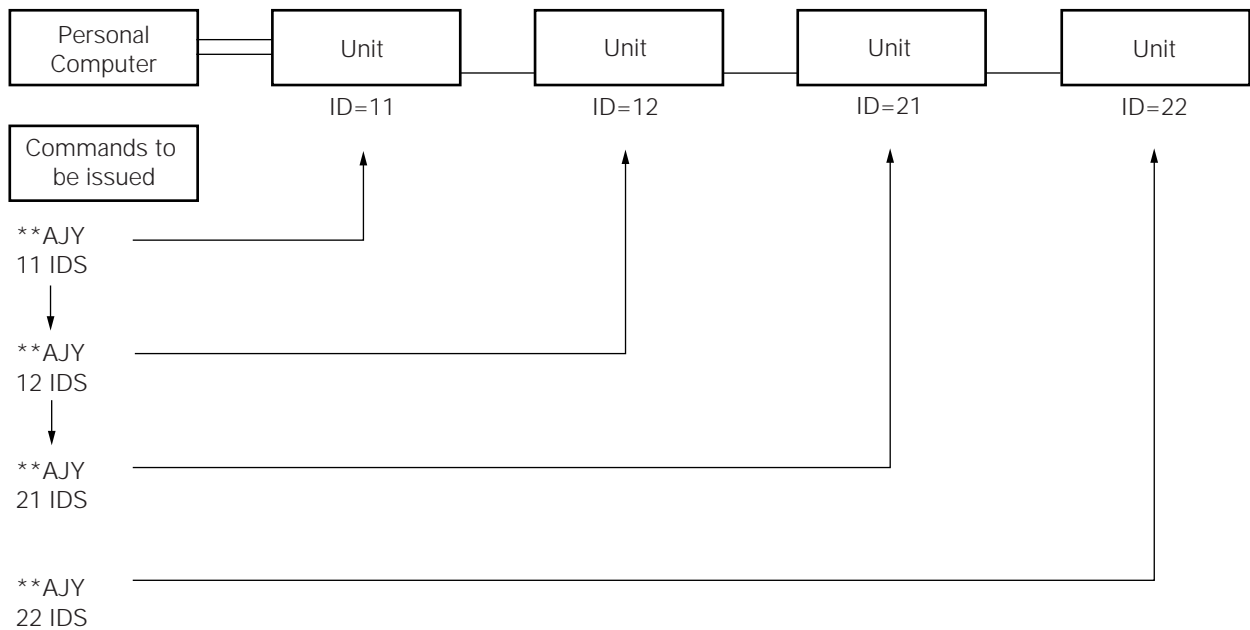 Personal
Computer
Unit
Unit
Unit
Unit
ID=11
ID=12
ID=21
ID=22
Commands to
be issued
**AJY
11 IDS
**AJY
12 IDS
**AJY
21 IDS
**AJY
22 IDS